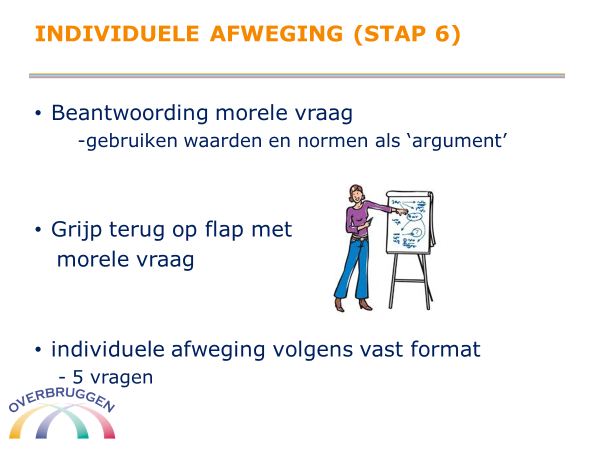 INDIVIDUELE AFWEGING (STAP 6)
• Beantwoording morele vraag
-gebruiken waarden en normen als ‘argument’
• Grijp terug op flap met
morele vraag
• individuele afweging volgens vast format
- 5 vragen
OVERBRUGGEN